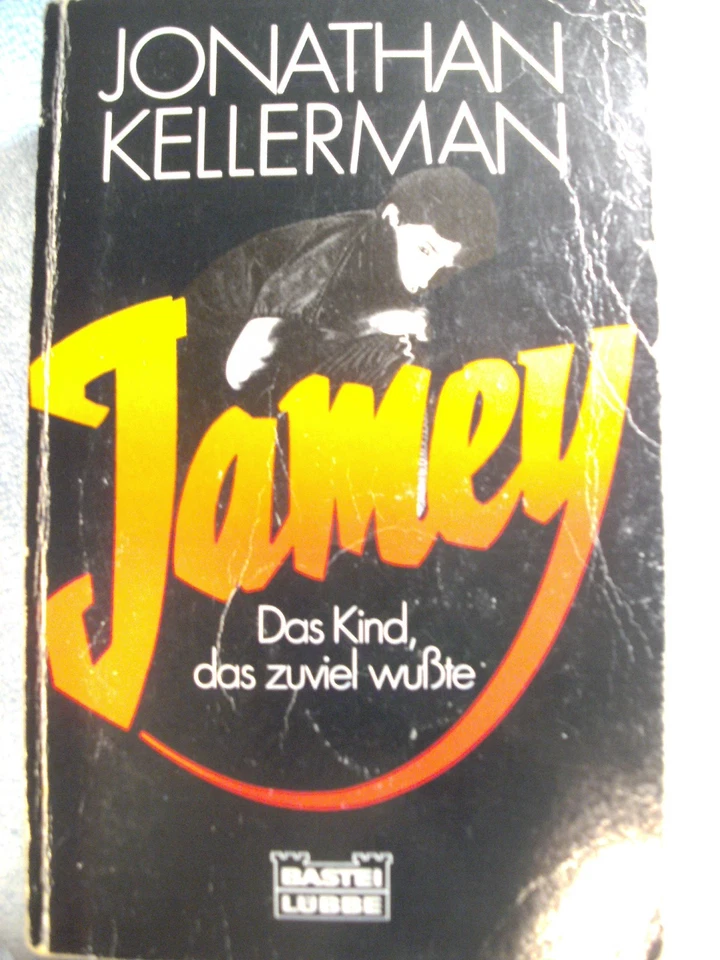 JONATHAN
KELLERMAN
Jamey
Das Kind,
das zuviel wußte
BASTEI
LÜBBE